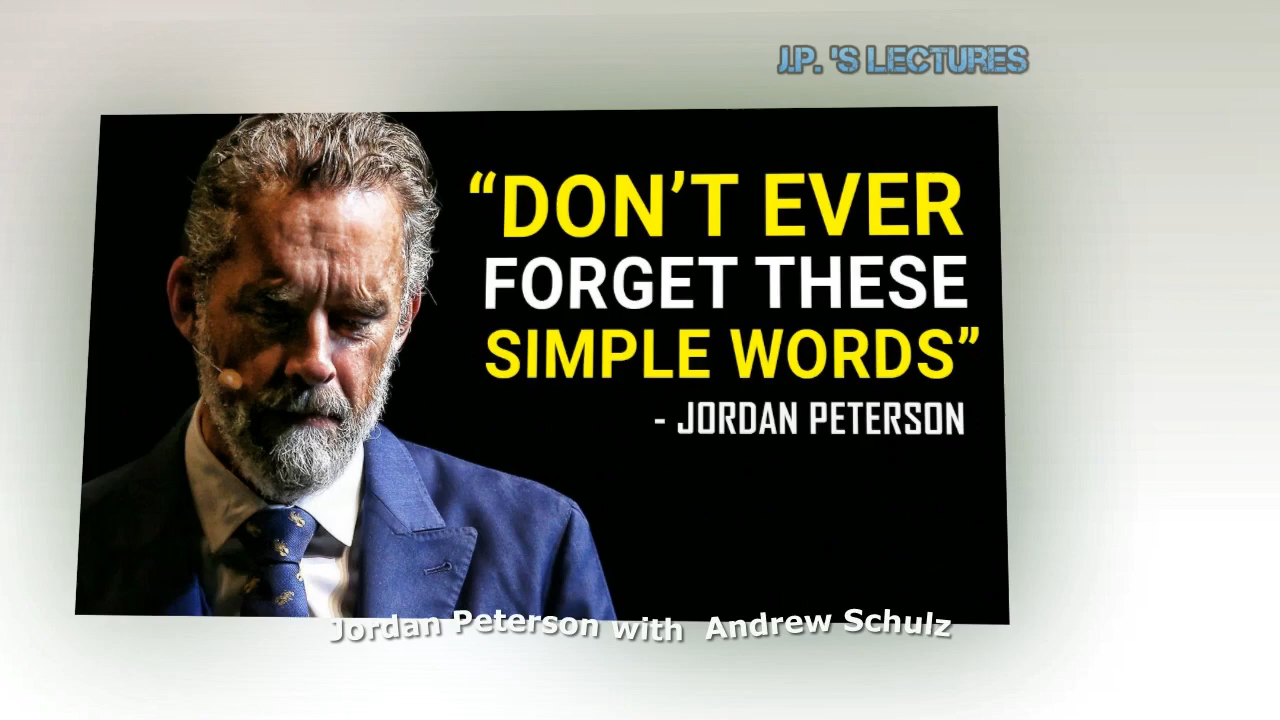 J.P. 'S LECTURES
“DON’T EVER
FORGET THESE
SIMPLE WORDS”
- JORDAN PETERSON
Jordan Peterson with Andrew Schulz